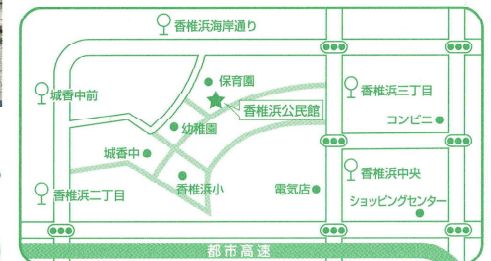 香椎浜海岸通り
保育園
城香中前
香椎浜三丁目
香椎浜公民館
コンビニ
幼稚園
城香中
香椎浜中央
香椎浜小
電気店
香椎浜二丁目
ショッピングセンター
都市高速